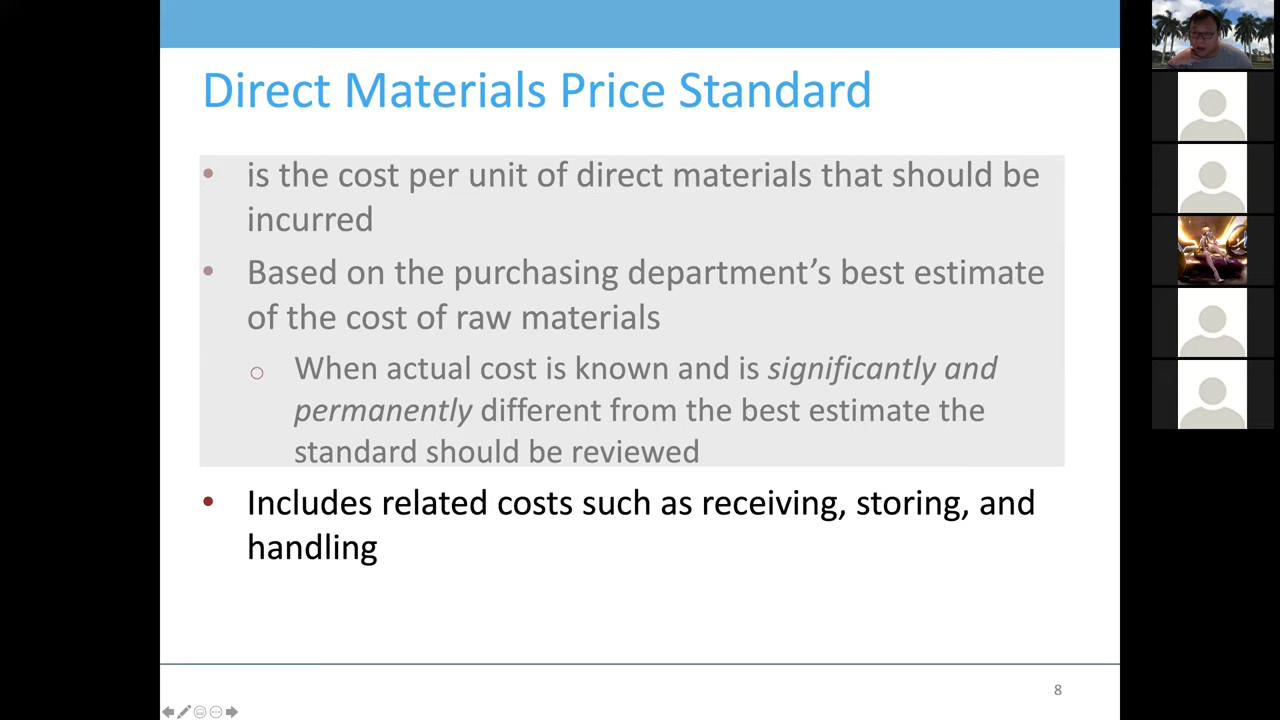 Direct Materials Price Standard
• is the cost per unit of direct materials that should be
incurred
• Based on the purchasing department’s best estimate
of the cost of raw materials
o When actual cost is known and is significantly and
permanently different from the best estimate the
standard should be reviewed
• Includes related costs such as receiving, storing, and
handling
8